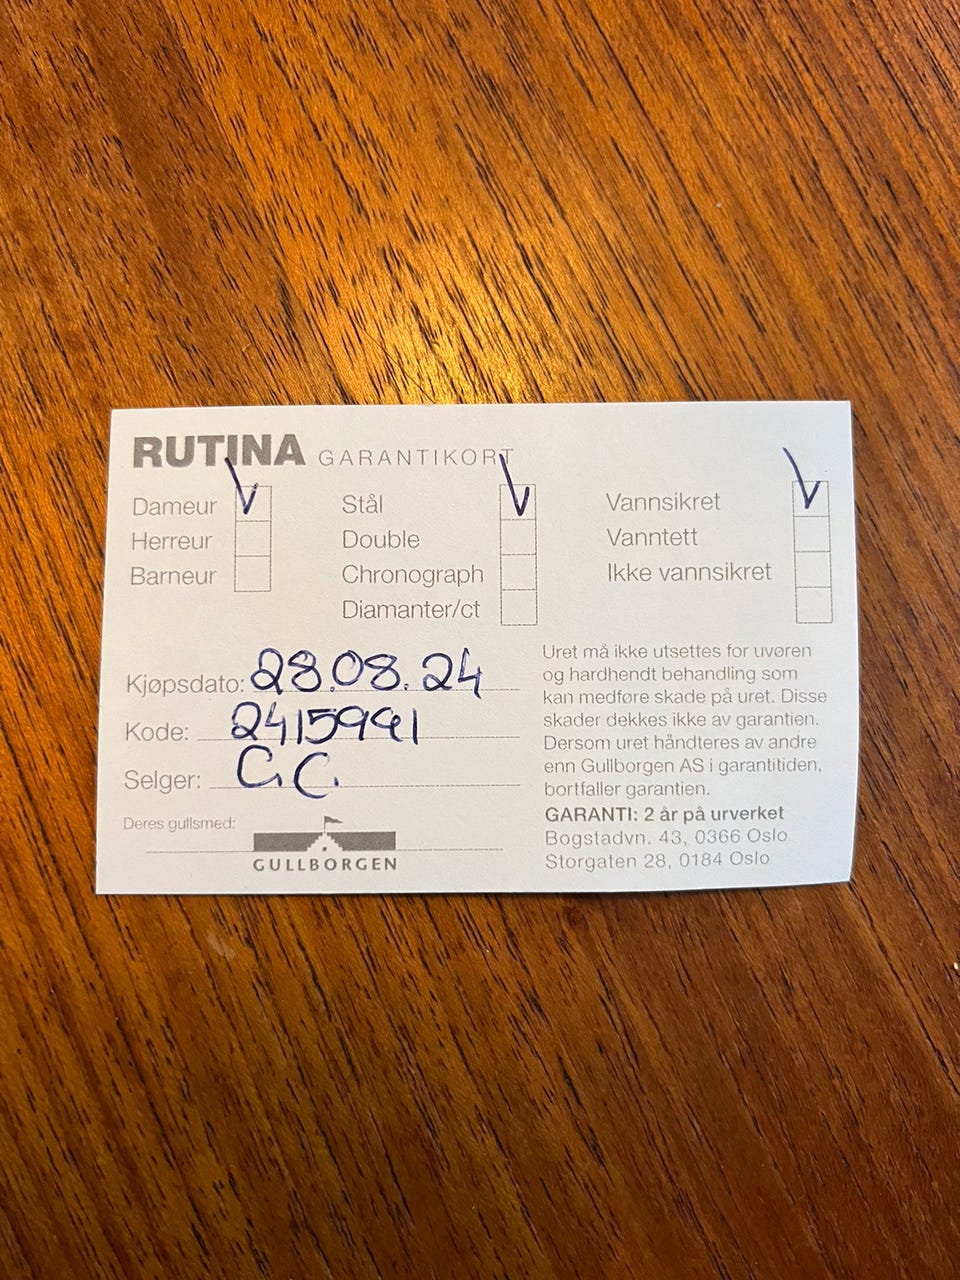 RUTINA GARANTIKORT
Dameur Stål Vannsikret
Herreur Double Vanntett
Barneur Chronograph Ikke vannsikret
Diamanter/ct
Kjøpsdato: 28.08.24
Kode: 2415991
Selger: C.C.
Deres gullsmed:
GULLBORGEN
Uret må ikke utsettes for uvøren
og hardhendt behandling som
kan medføre skade på uret. Disse
skader dekkes ikke av garantien.
Dersom uret håndteres av andre
enn Gullborgen AS i garantitiden,
bortfaller garantien.
GARANTI: 2 år på urverket
Bogstadvn. 43, 0366 Oslo
Storgaten 28, 0184 Oslo